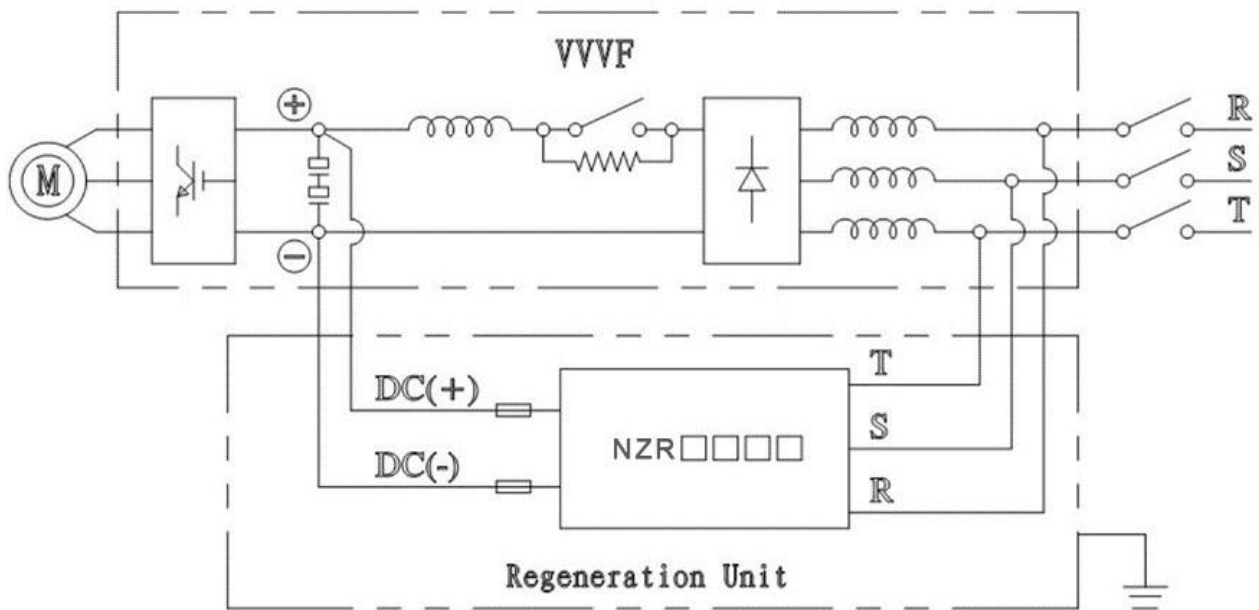 VVVF
R
S
T
M
+
−
T
DC(+)
S
NZR□□□□
DC(-)
R
Regeneration Unit